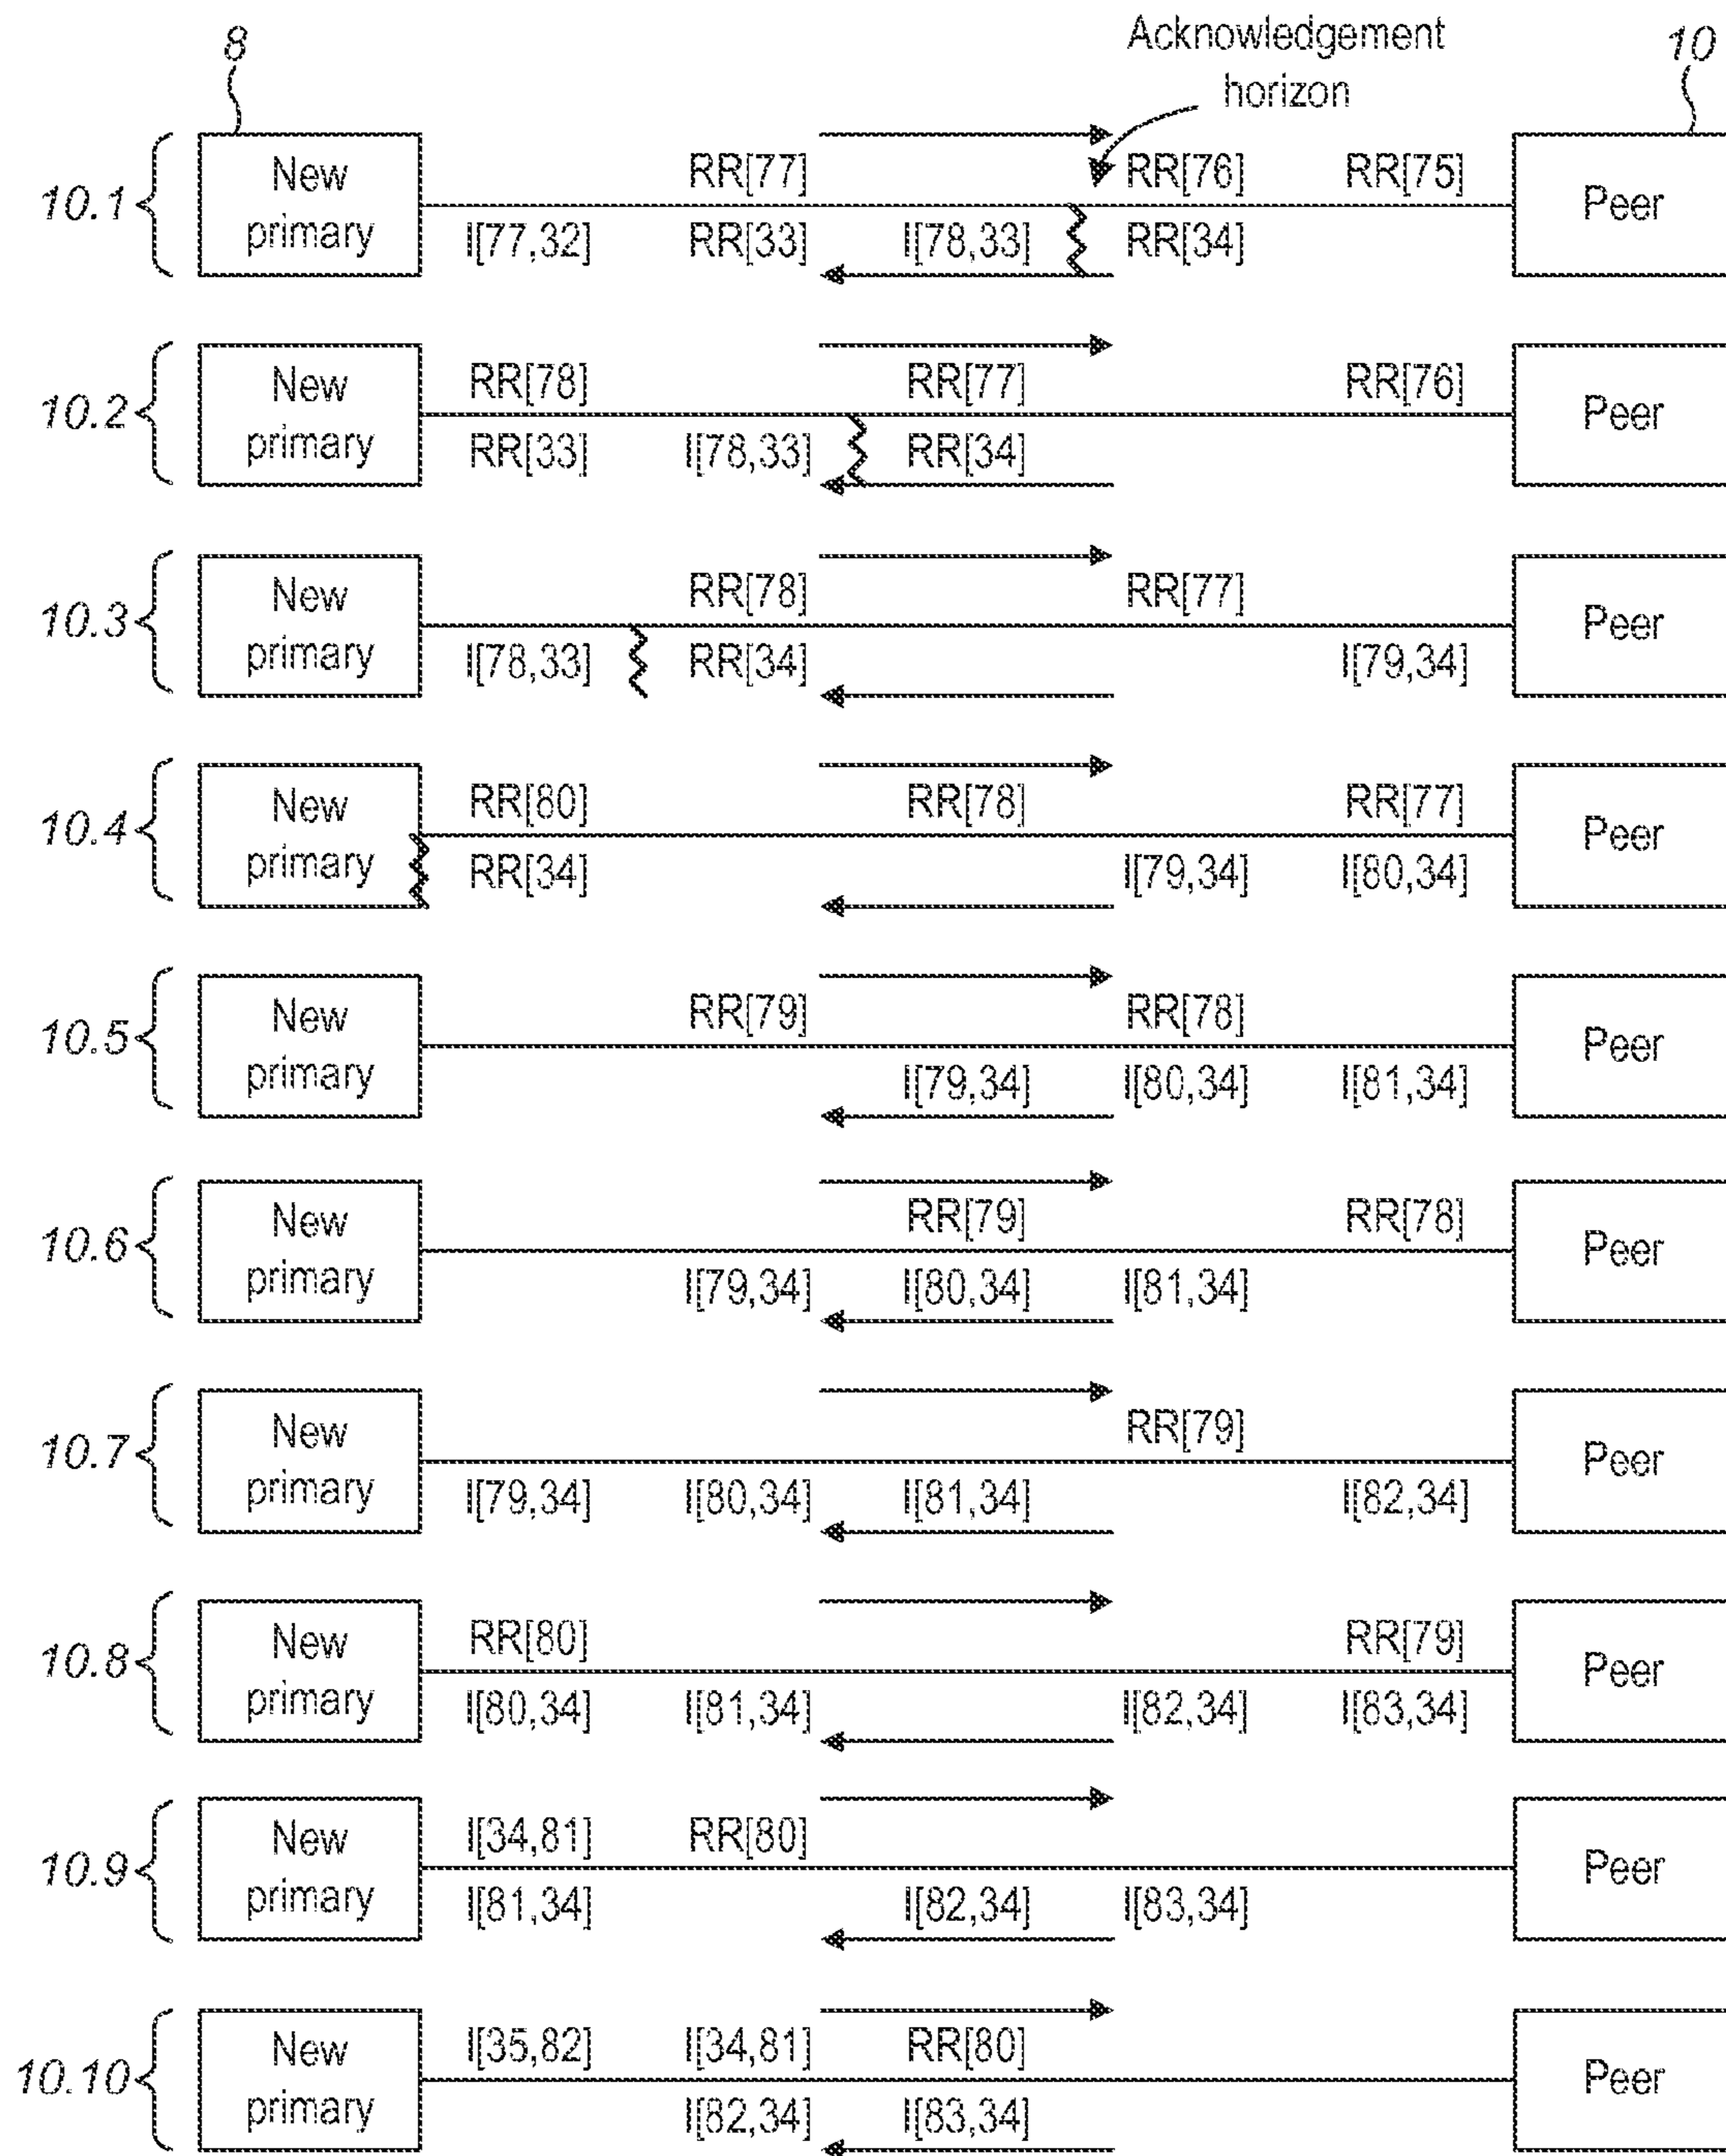 8
Acknowledgement
horizon
10
10.1
New
primary
RR[77]
RR[76]
RR[75]
I[77,32]
RR[33]
I[78,33]
RR[34]
Peer
10.2
New
primary
RR[78]
RR[77]
RR[76]
RR[33]
I[78,33]
RR[34]
Peer
10.3
New
primary
RR[78]
RR[77]
I[78,33]
RR[34]
I[79,34]
Peer
10.4
New
primary
RR[80]
RR[78]
RR[77]
RR[34]
I[79,34]
I[80,34]
Peer
10.5
New
primary
RR[79]
RR[78]
I[79,34]
I[80,34]
I[81,34]
Peer
10.6
New
primary
RR[79]
RR[78]
I[79,34]
I[80,34]
I[81,34]
Peer
10.7
New
primary
RR[79]
I[79,34]
I[80,34]
I[81,34]
I[82,34]
Peer
10.8
New
primary
RR[80]
RR[79]
I[80,34]
I[81,34]
I[82,34]
I[83,34]
Peer
10.9
New
primary
I[34,81]
RR[80]
I[81,34]
I[82,34]
I[83,34]
Peer
10.10
New
primary
I[35,82]
I[34,81]
RR[80]
I[82,34]
I[83,34]
Peer